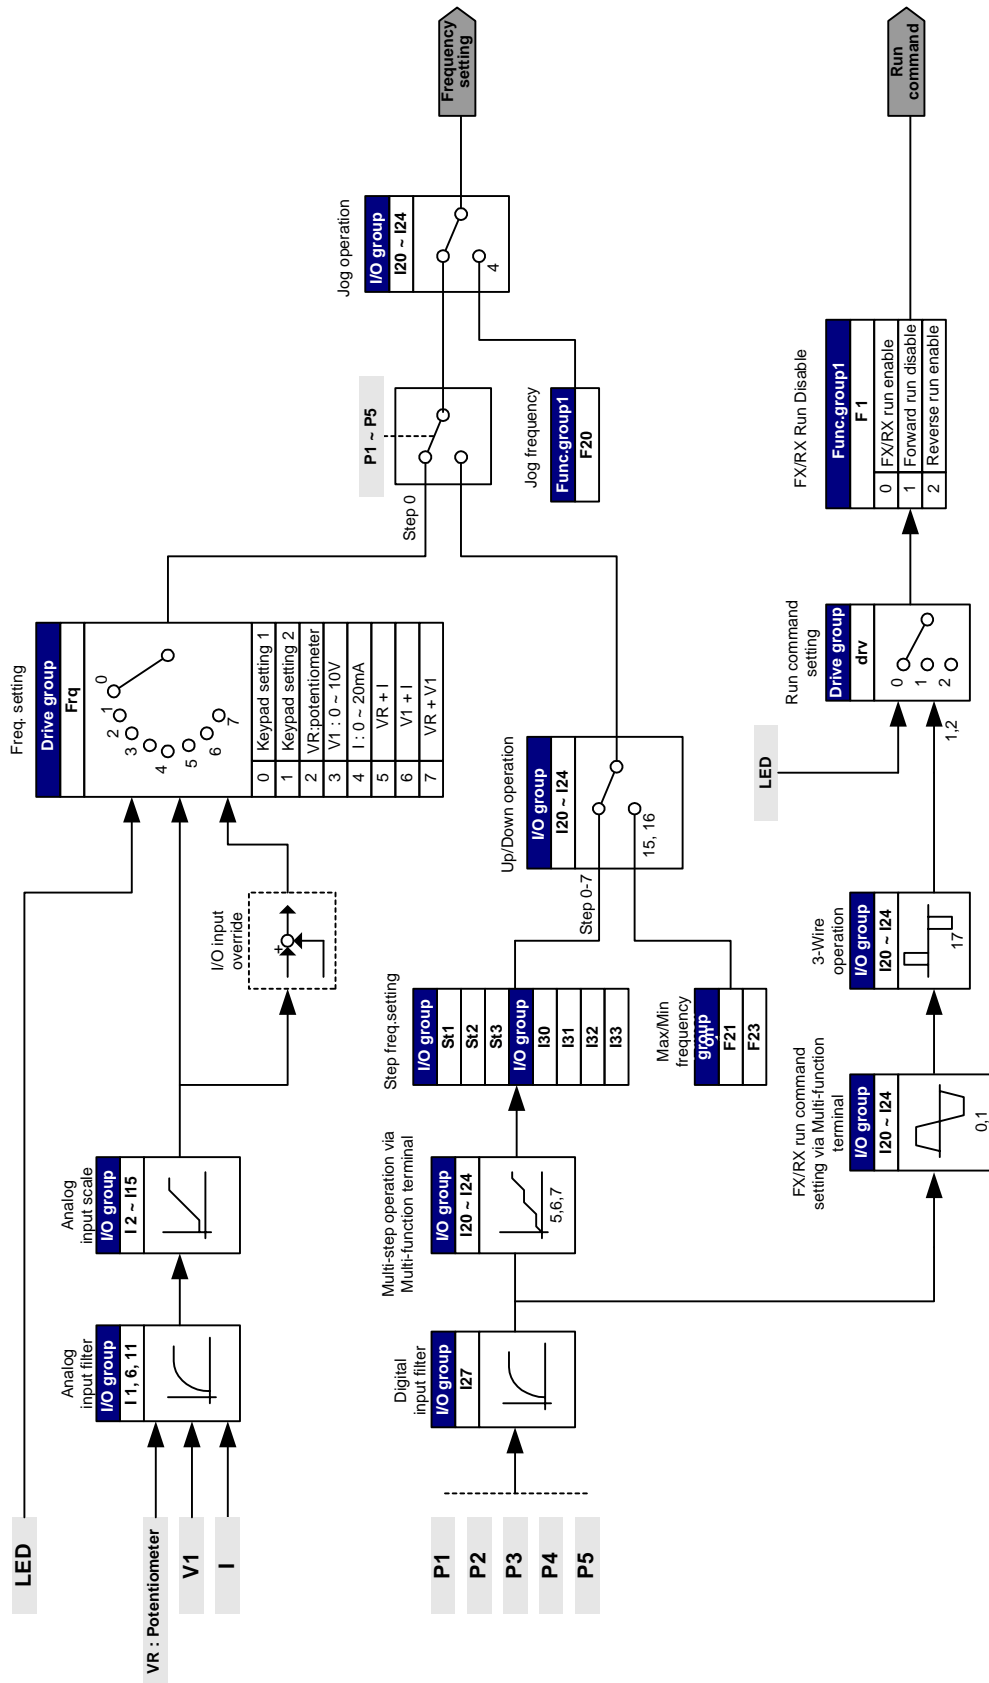 LED
VR : Potentiometer
V1
I
Analog
input filter
I/O group
I 1, 6, 11
Analog
input scale
I/O group
I 2 ~ I15
I/O input
override
+
Freq. setting
Drive group
Frq
0
1
2
3
4
5
6
7
0 Keypad setting 1
1 Keypad setting 2
2 VR:potentiometer
3 V1 : 0 ~ 10V
4 I : 0 ~ 20mA
5 VR + I
6 V1 + I
7 VR + V1
P1
P2
P3
P4
P5
Digital
input filter
I/O group
I27
Multi-step operation via
Multi-function terminal
I/O group
I20 ~ I24
5,6,7
Step freq.setting
I/O group
St1
St2
St3
I/O group
I30
I31
I32
I33
Max/Min
frequency
group
F21
F23
Step 0-7
Up/Down operation
I/O group
I20 ~ I24
15, 16
Step 0
P1 ~ P5
Jog frequency
Func.group1
F20
Jog operation
I/O group
I20 ~ I24
4
Frequency
setting
FX/RX run command
setting via Multi-function
terminal
I/O group
I20 ~ I24
0,1
3-Wire
operation
I/O group
I20 ~ I24
17
LED
1,2
Run command
setting
Drive group
drv
0
1
2
FX/RX Run Disable
Func.group1
F 1
0 FX/RX run enable
1 Forward run disable
2 Reverse run enable
Run
command